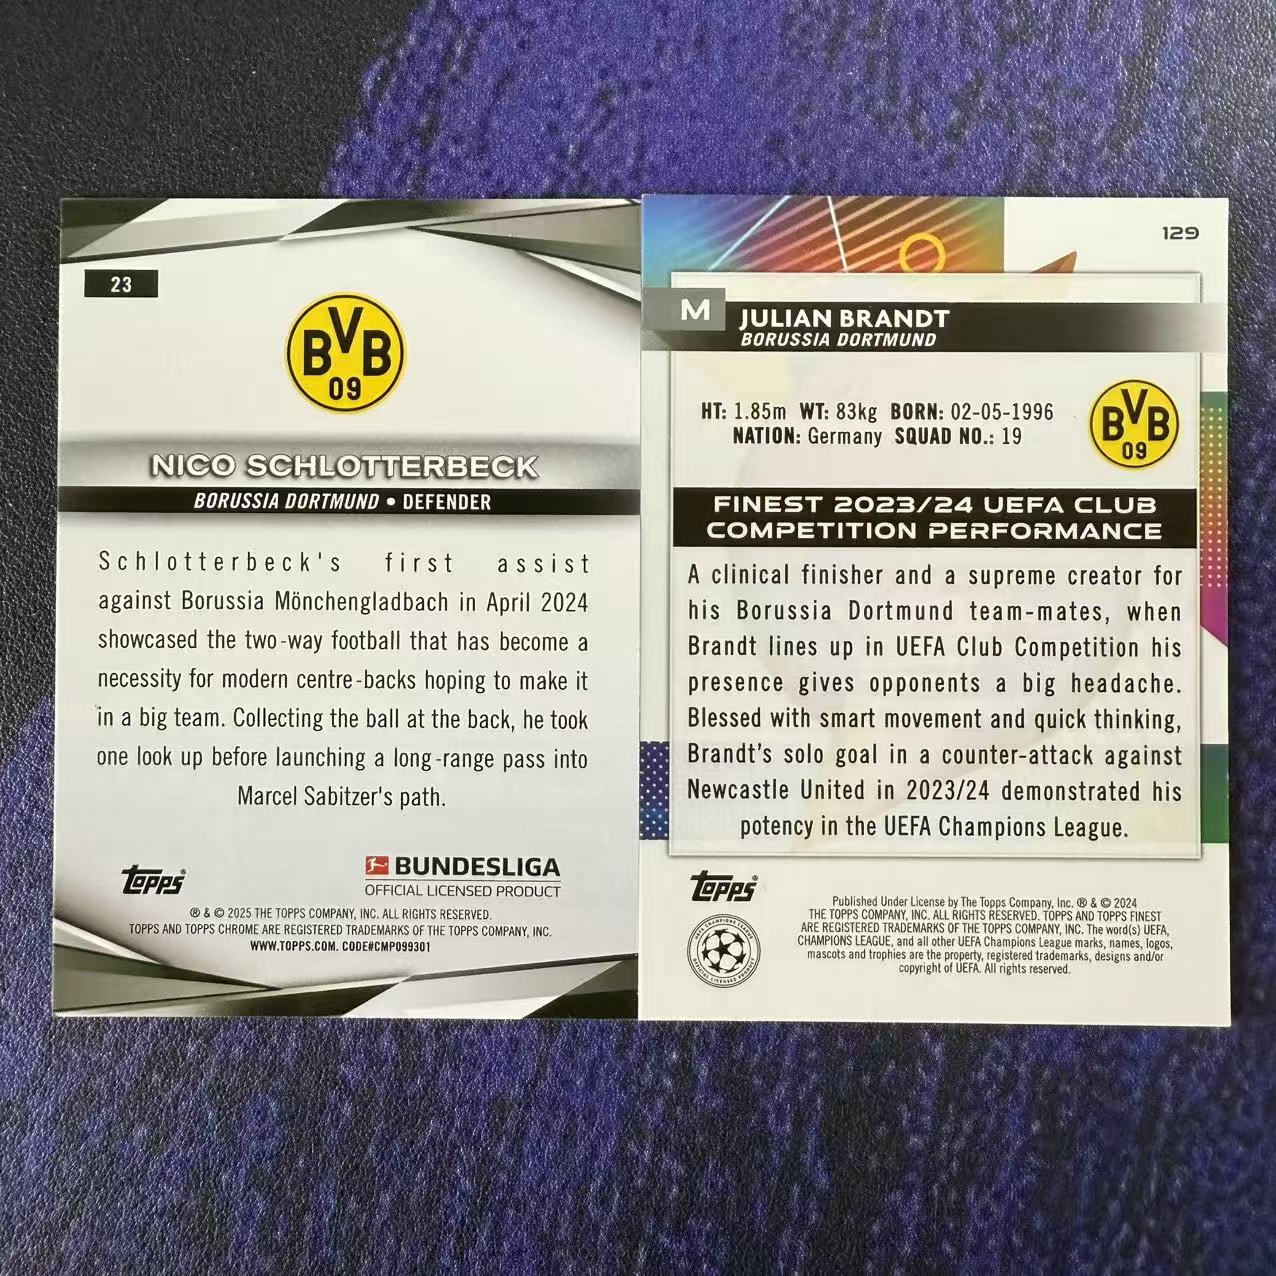 23
BVB
09
NICO SCHLOTTERBECK
BORUSSIA DORTMUND • DEFENDER
Schlotterbeck's first assist
against Borussia Mönchengladbach in April 2024
showcased the two-way football that has become a
necessity for modern centre-backs hoping to make it
in a big team. Collecting the ball at the back, he took
one look up before launching a long-range pass into
Marcel Sabitzer's path.
topps
BUNDESLIGA
OFFICIAL LICENSED PRODUCT
® & © 2025 THE TOPPS COMPANY, INC. ALL RIGHTS RESERVED.
TOPPS AND TOPPS CHROME ARE REGISTERED TRADEMARKS OF THE TOPPS COMPANY, INC.
WWW.TOPPS.COM. CODE#CMP099301
129
M
JULIAN BRANDT
BORUSSIA DORTMUND
HT: 1.85m WT: 83kg BORN: 02-05-1996
NATION: Germany SQUAD NO.: 19
BVB
09
FINEST 2023/24 UEFA CLUB
COMPETITION PERFORMANCE
A clinical finisher and a supreme creator for
his Borussia Dortmund team-mates, when
Brandt lines up in UEFA Club Competition his
presence gives opponents a big headache.
Blessed with smart movement and quick thinking,
Brandt's solo goal in a counter-attack against
Newcastle United in 2023/24 demonstrated his
potency in the UEFA Champions League.
topps
CHAMPIONS LEAGUE
OFFICIAL LICENSED PRODUCT
Published Under License by The Topps Company, Inc. ® & © 2024
THE TOPPS COMPANY, INC. ALL RIGHTS RESERVED. TOPPS AND TOPPS FINEST
ARE REGISTERED TRADEMARKS OF THE TOPPS COMPANY, INC. The word(s) UEFA,
CHAMPIONS LEAGUE, and all other UEFA Champions League marks, names, logos,
mascots and trophies are the property, registered trademarks, designs and/or
copyright of UEFA. All rights reserved.